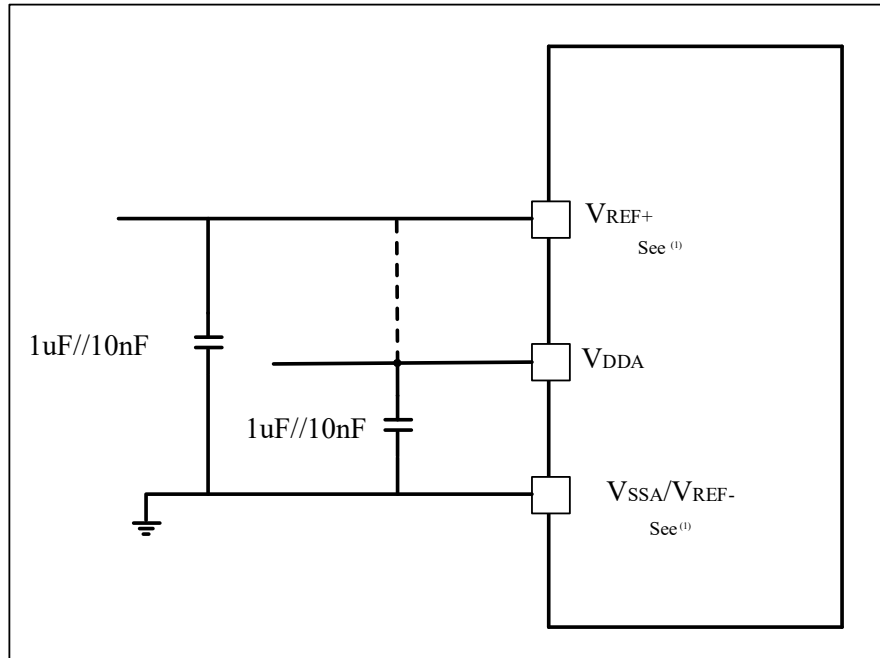 VREF+
See (1)
1uF//10nF
VDDA
1uF//10nF
VSSA/VREF-
See (1)